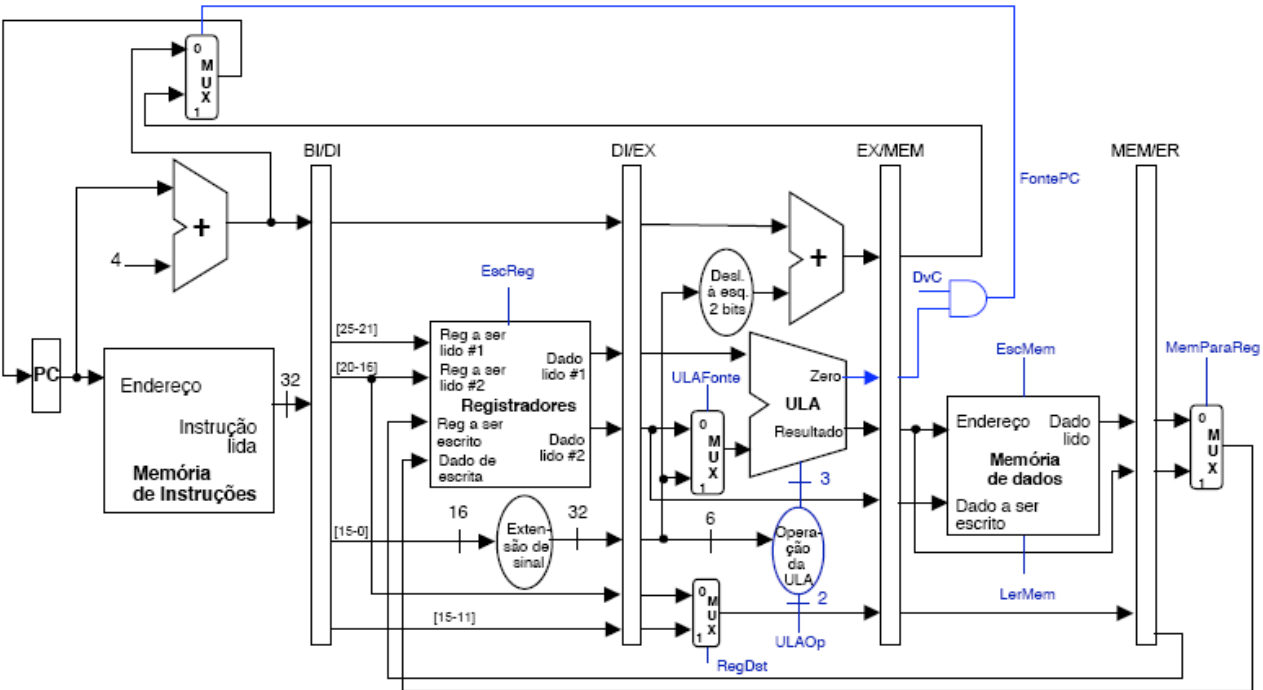 0
M
U
X
1
BI/DI
DI/EX
EX/MEM
MEM/ER
FontePC
+
4
EscReg
Desl.
à esq.
2 bits
+
DvC
[25-21]
[20-16]
Reg a ser
lido #1
Reg a ser
lido #2
Registradores
Reg a ser
escrito
Dado de
escrita
Dado
lido #1
Dado
lido #2
PC
Endereço
Instrução
lida
Memória
de Instruções
32
ULAFonte
0
M
U
X
1
Zero
ULA
Resultado
3
EscMem
Endereço
Dado
lido
Memória
de dados
Dado a ser
escrito
LerMem
MemParaReg
0
M
U
X
1
[15-0]
16
Exten-
são de
sinal
32
6
Opera-
ção
da
ULA
2
ULAOp
[15-11]
0
M
U
X
1
RegDst